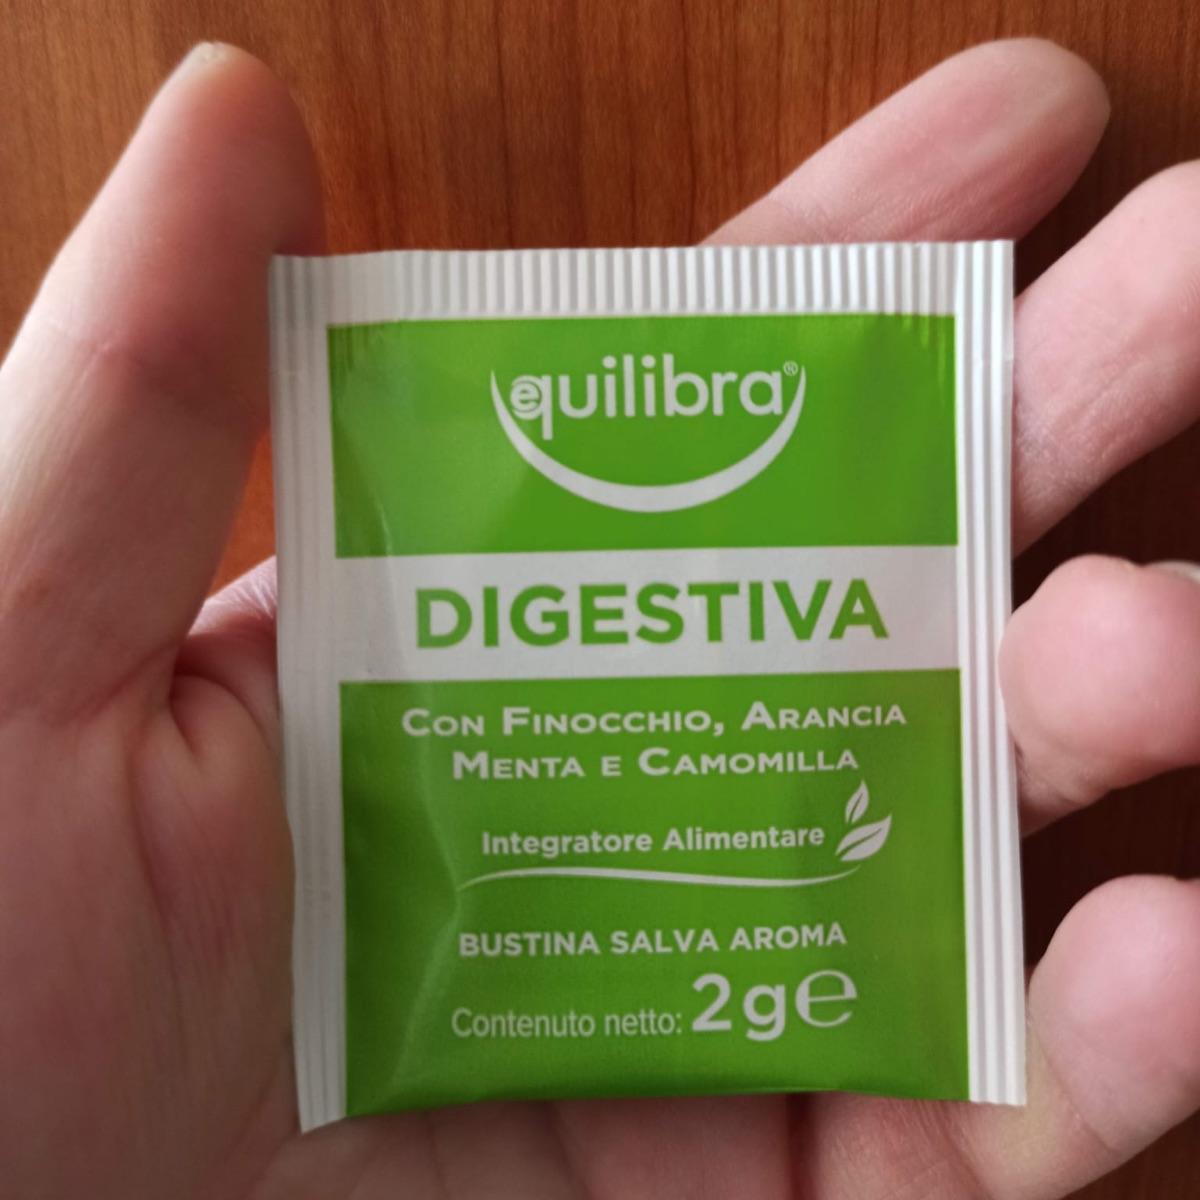 equilibra®
DIGESTIVA
CON FINOCCHIO, ARANCIA
MENTA E CAMOMILLA
Integratore Alimentare
BUSTINA SALVA AROMA
Contenuto netto: 2g℮